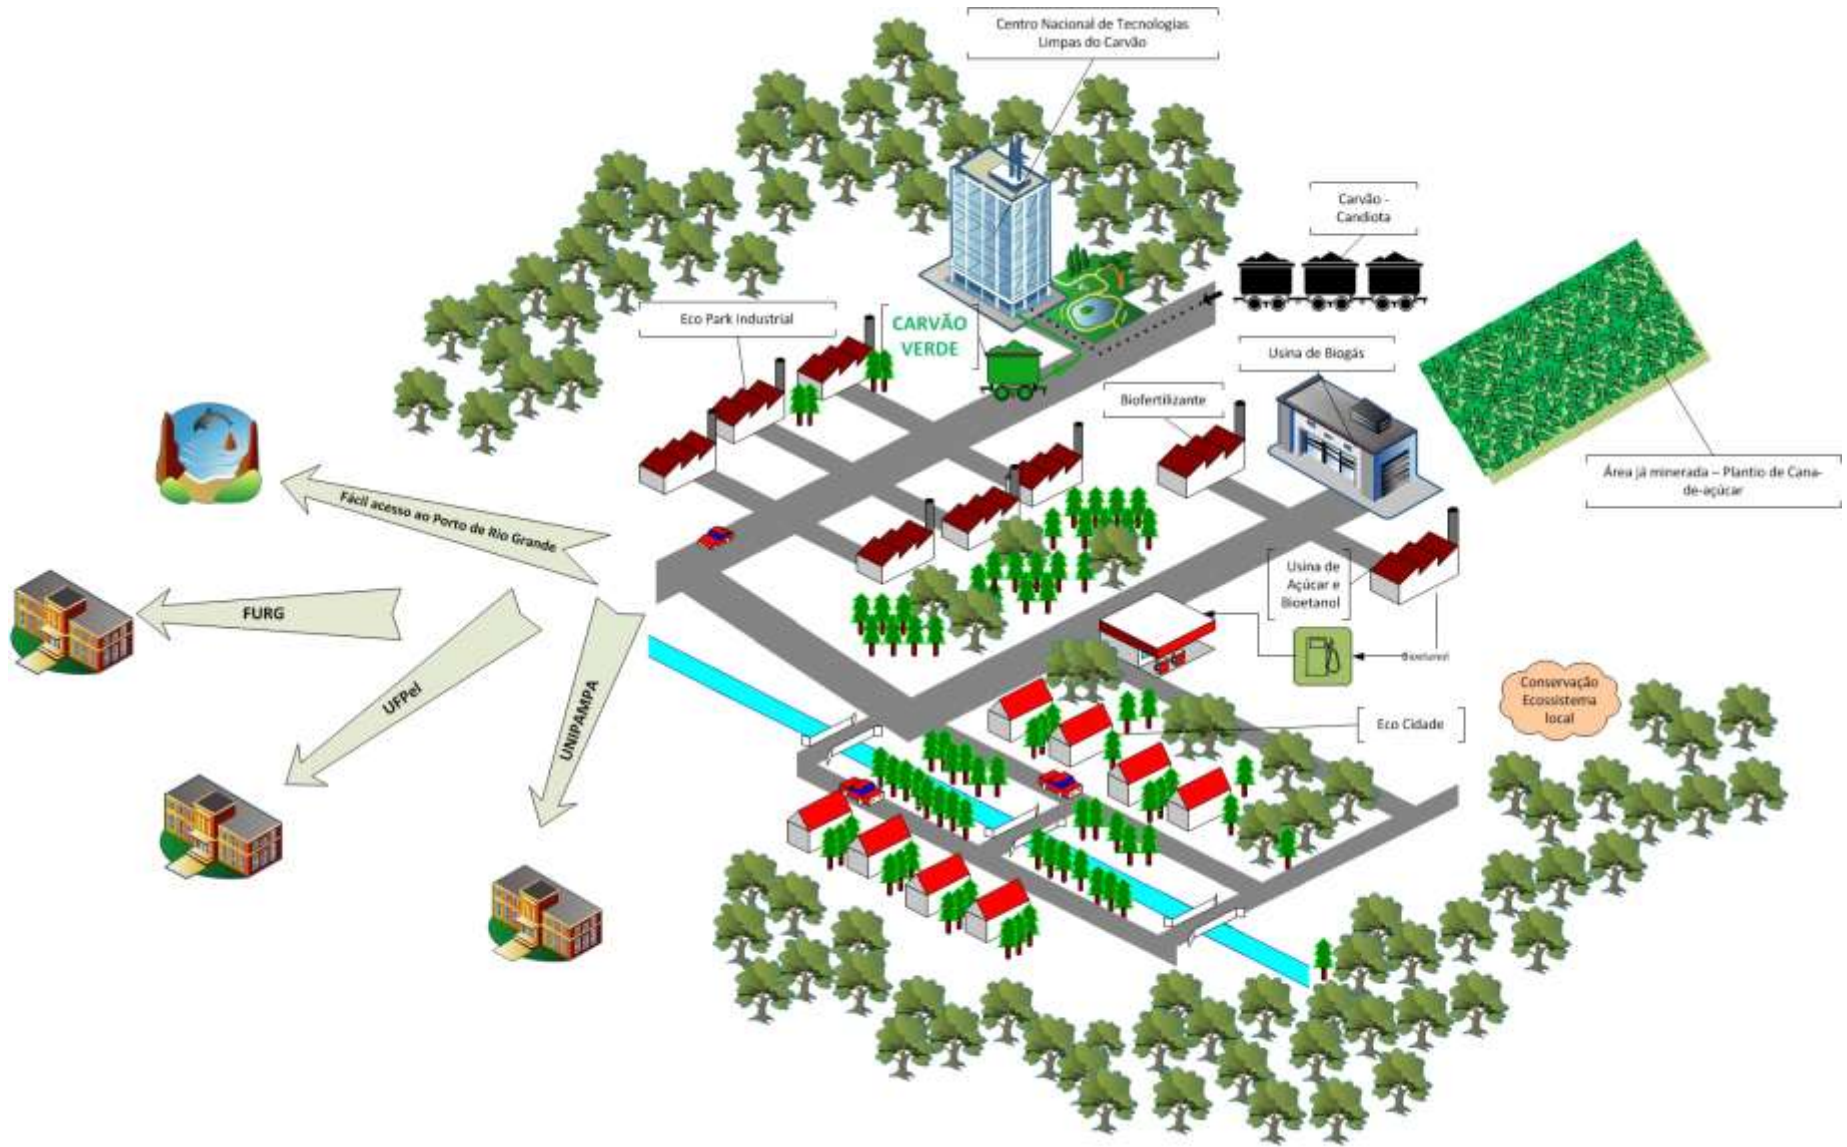 Centro Nacional de Tecnologias
Limpas do Carvão
Carvão -
Candiota
Eco Park Industrial
CARVÃO
VERDE
Usina de Biogás
Biofertilizante
Área já minerada – Plantio de Cana-
de-açúcar
Fácil acesso ao Porto de Rio Grande
Usina de
Açúcar e
Bioetanol
FURG
Bioetanol
UFPel
UNIPAMPA
Conservação
Ecossistema
local
Eco Cidade